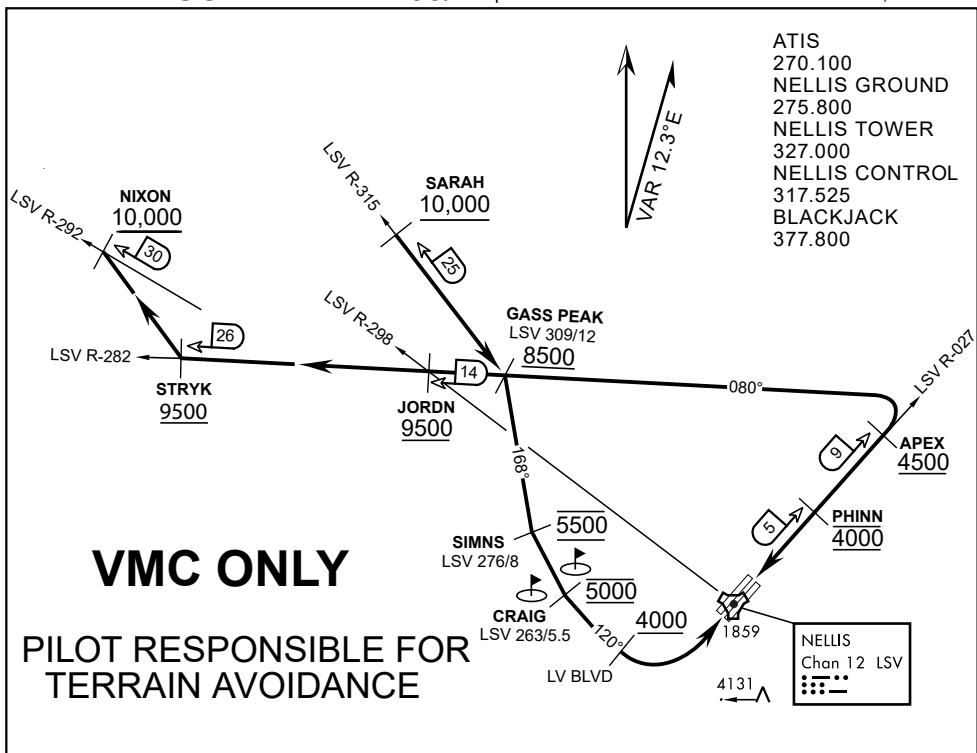 ATIS
270.100
NELLIS GROUND
275.800
NELLIS TOWER
327.000
NELLIS CONTROL
317.525
BLACKJACK
377.800
VAR 12.3°E
NIXON
10,000
LSV R-292
30
LSV R-315
SARAH
10,000
25
26
LSV R-282
STRYK
9500
LSV R-298
14
JORDN
9500
GASS PEAK
LSV 309/12
8500
080°
LSV R-027
9
APEX
4500
5
PHINN
4000
168°
SIMNS
LSV 276/8
5500
CRAIG
LSV 263/5.5
5000
120°
4000
LV BLVD
1859
4131
NELLIS
Chan 12 LSV
VMC ONLY
PILOT RESPONSIBLE FOR
TERRAIN AVOIDANCE